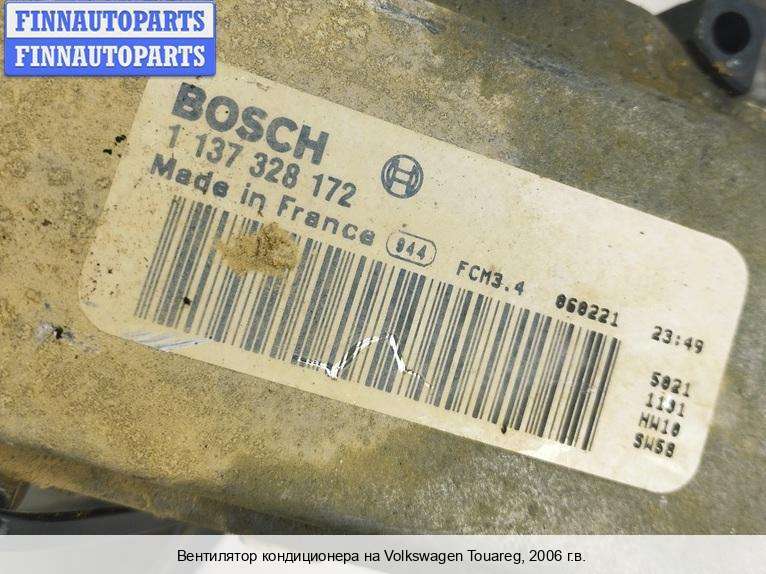 FINNAUTOPARTS
FINNAUTOPARTS
BOSCH
1 137 328 172
Made in France 944 FCM3.4 060221 23:49
5021
1131
HW10
SW58
Вентилятор кондиционера на Volkswagen Touareg, 2006 г.в.